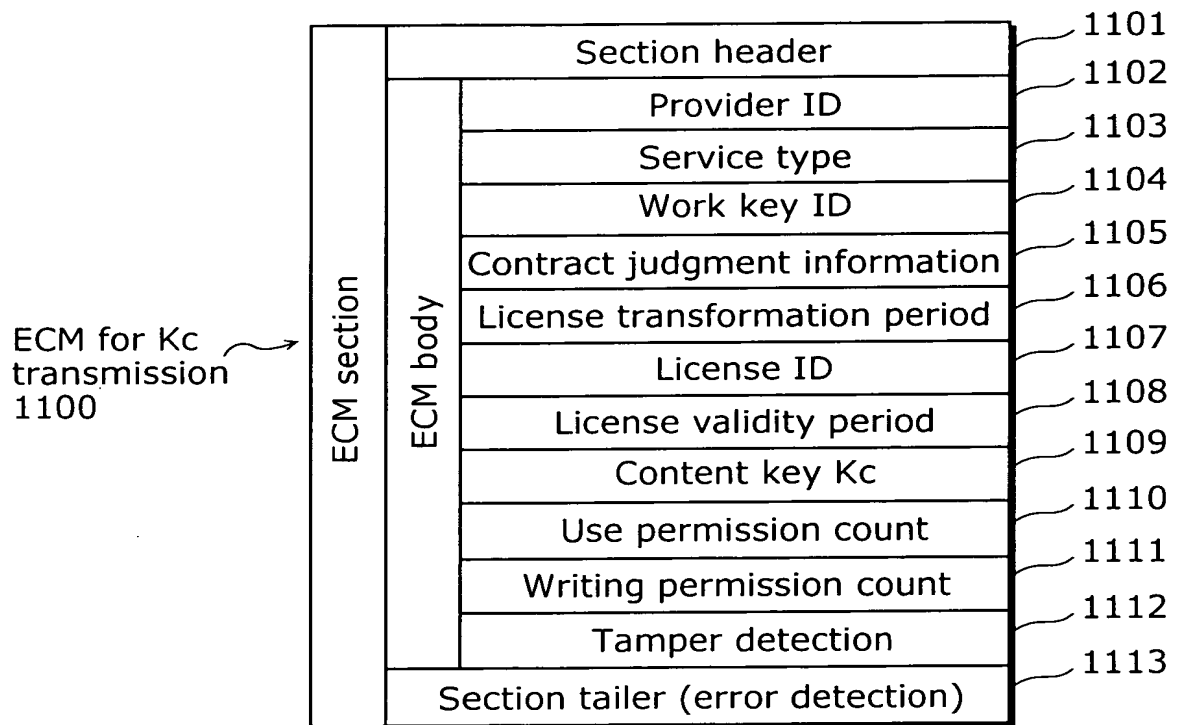 1101
Section header
1102
Provider ID
1103
Service type
1104
Work key ID
1105
Contract judgment information
1106
License transformation period
1107
License ID
1108
License validity period
1109
Content key Kc
1110
Use permission count
1111
Writing permission count
1112
Tamper detection
1113
Section tailer (error detection)
ECM section
ECM body
ECM for Kc
transmission
1100